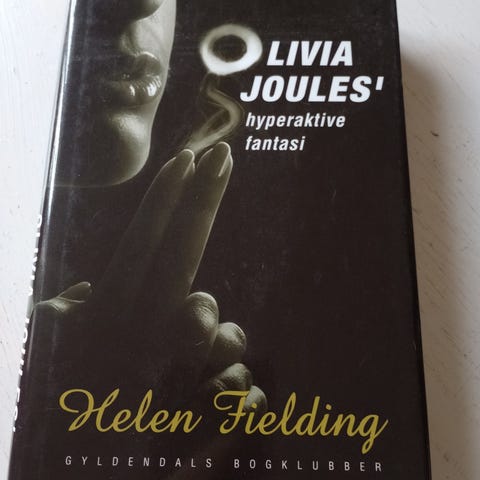 OLIVIA
JOULES'
hyperaktive
fantasi
Helen Fielding
GYLDENDALS BOGKLUBBER